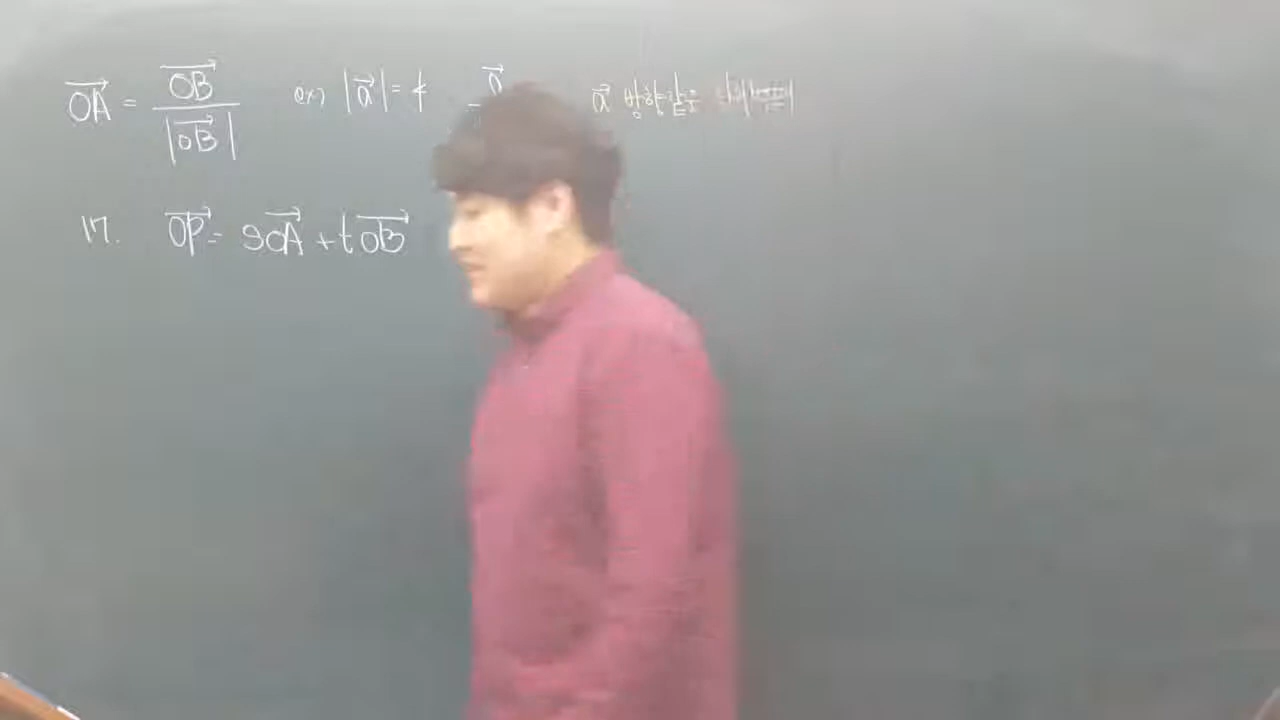 OA⃗ = OB⃗ / |OB⃗| ex) |a⃗| = 4 a⃗ a⃗ 방향같은
17. OP⃗ = sOA⃗ + tOB⃗